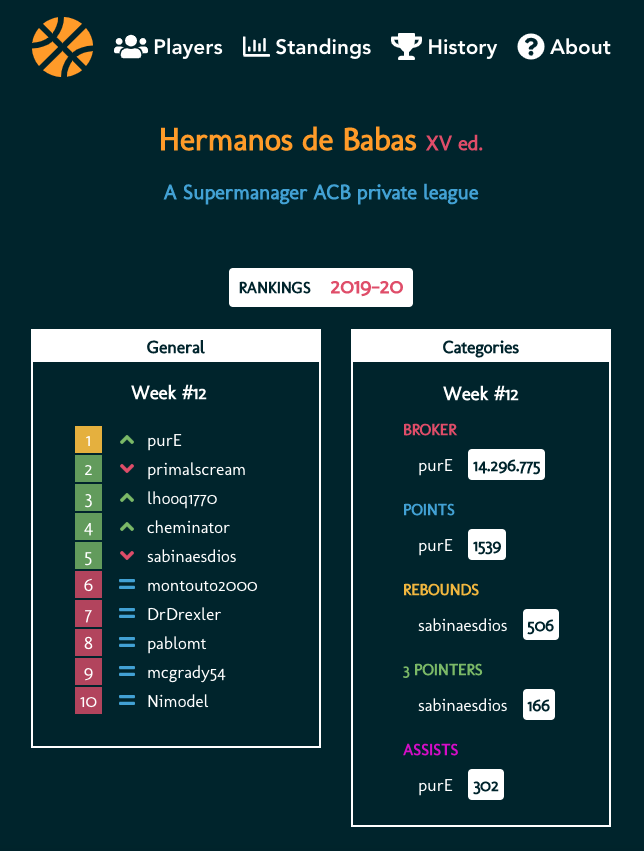 Players Standings History About
Hermanos de Babas XV ed.
A Supermanager ACB private league
RANKINGS 2019-20
General
Week #12
1 purE
2 primalscream
3 lhooq1770
4 cheminator
5 sabinaesdios
6 montouto2000
7 DrDrexler
8 pablomt
9 mcgrady54
10 Nimodel
Categories
Week #12
BROKER
purE 14.296.775
POINTS
purE 1539
REBOUNDS
sabinaesdios 506
3 POINTERS
sabinaesdios 166
ASSISTS
purE 302